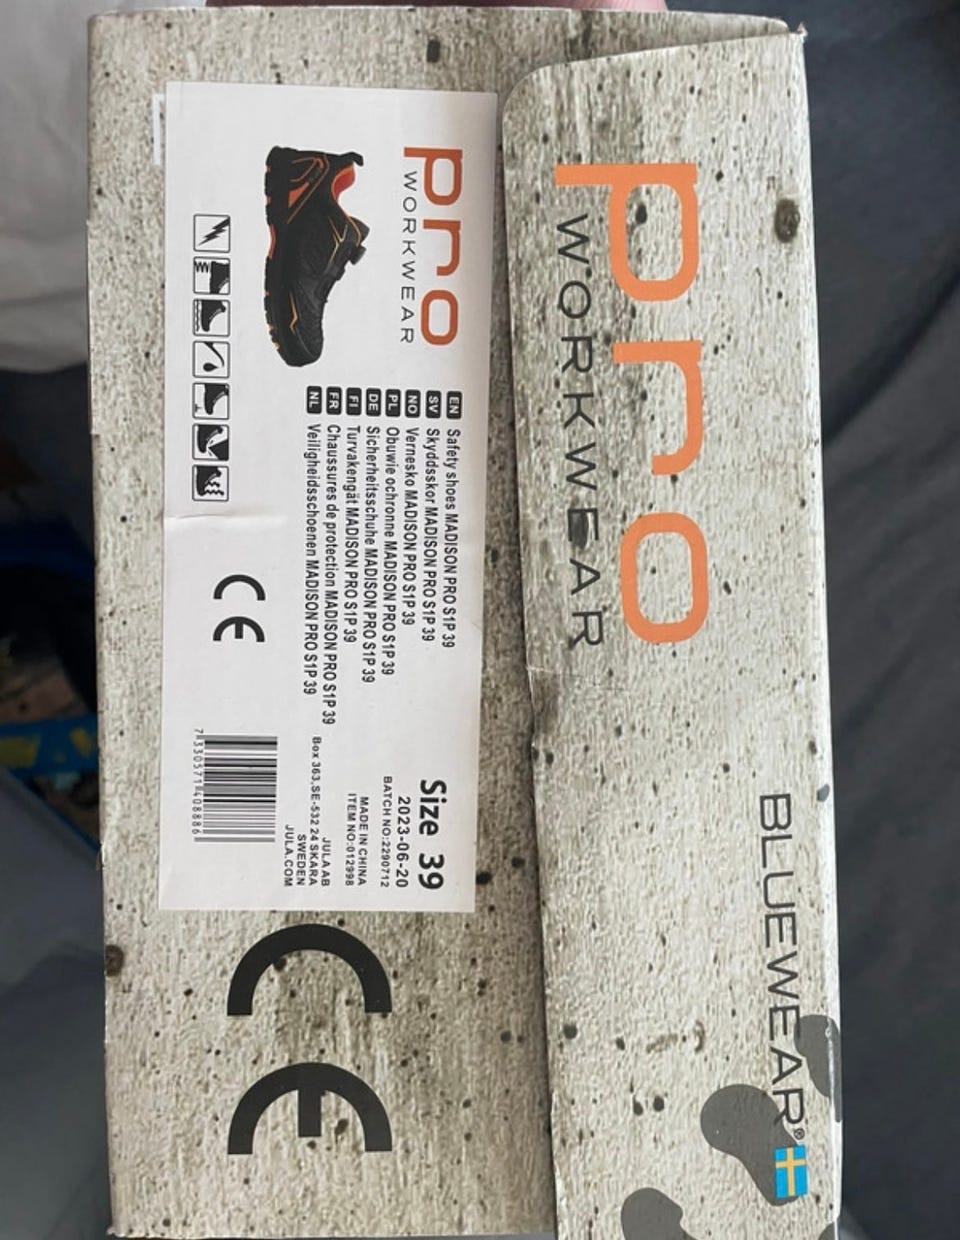 pro
WORKWEAR
BLUEWEAR®
pro
WORKWEAR
EN Safety shoes MADISON PRO S1P 39
SV Skyddsskor MADISON PRO S1P 39
NO Vernesko MADISON PRO S1P 39
PL Obuwie ochronne MADISON PRO S1P 39
DE Sicherheitsschuhe MADISON PRO S1P 39
FI Turvakengät MADISON PRO S1P 39
FR Chaussures de protection MADISON PRO S1P 39
NL Veiligheidsschoenen MADISON PRO S1P 39
Size 39
2023-06-20
BATCH NO:2290712
MADE IN CHINA
ITEM NO:012998
JULA AB
Box 363,SE-532 24 SKARA
SWEDEN
JULA.COM
CE
7 330571 408886
CE